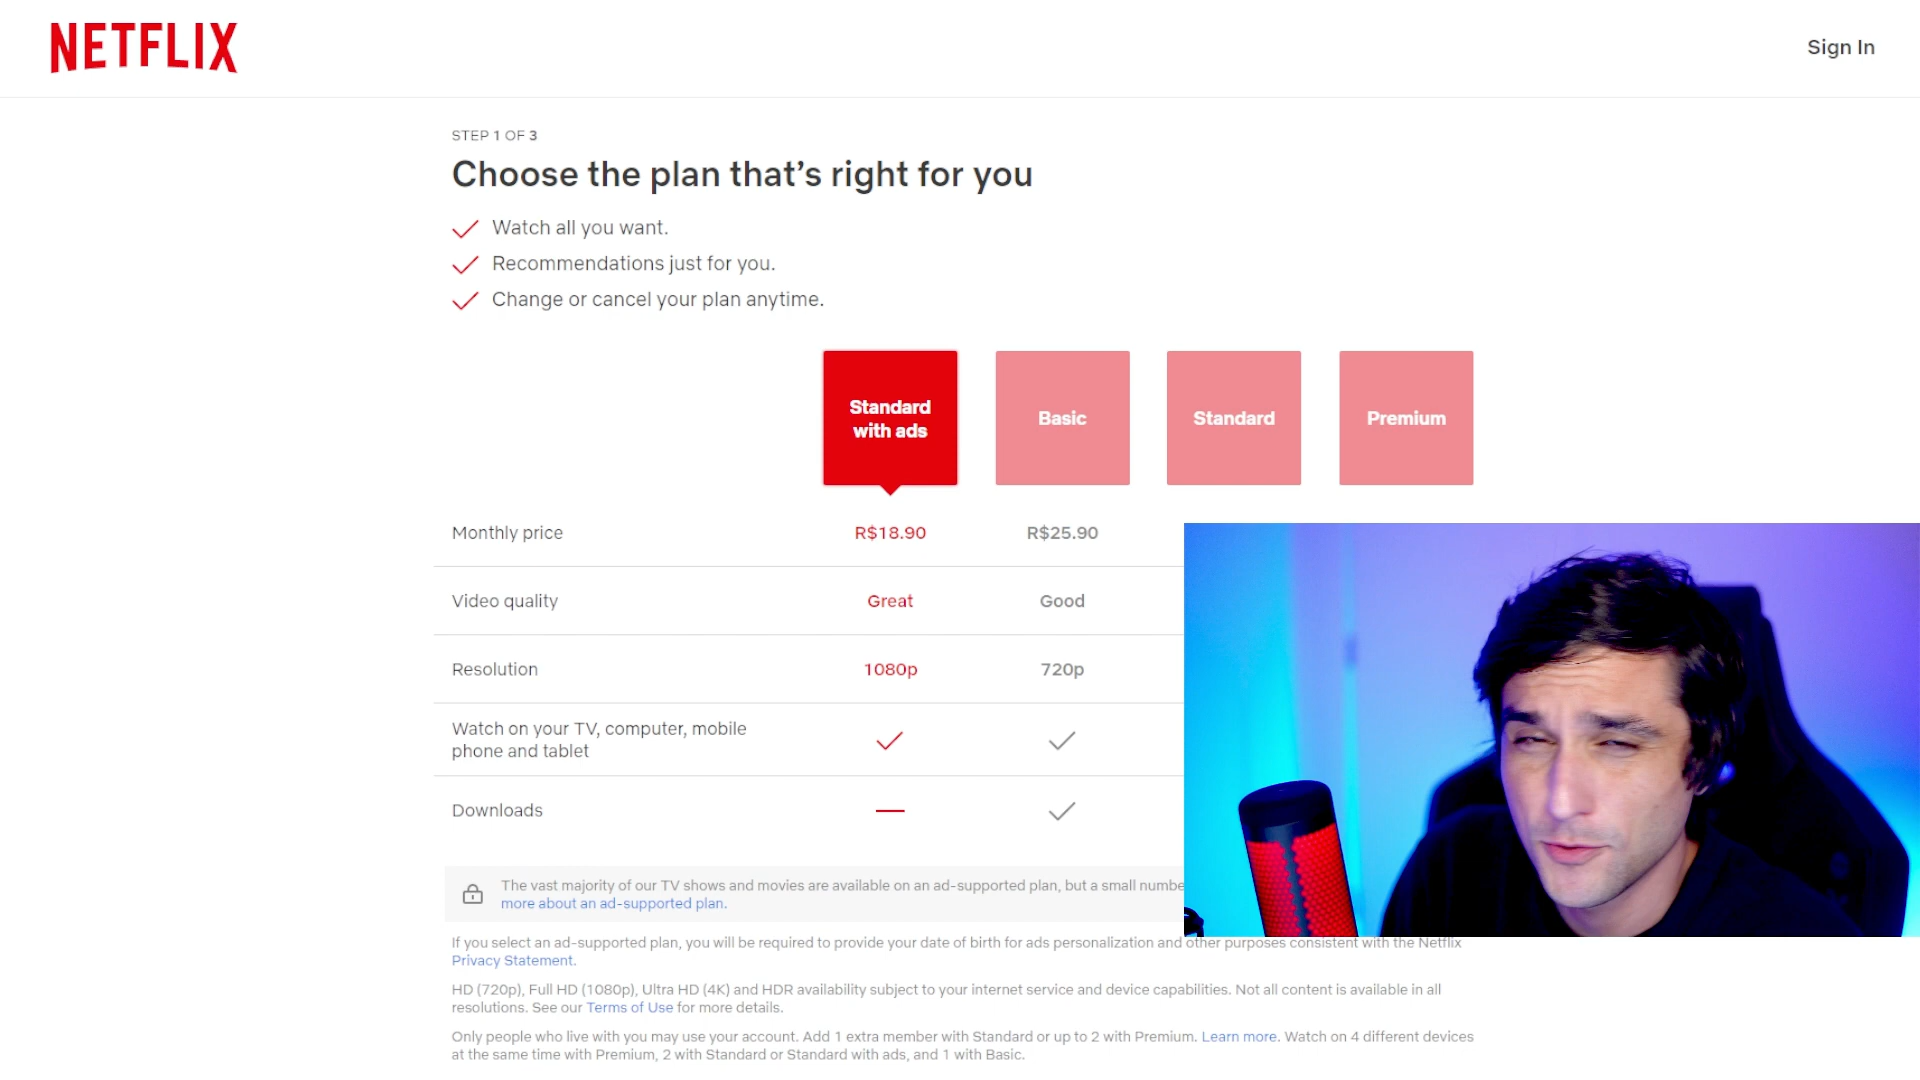 NETFLIX
Sign In
STEP 1 OF 3
Choose the plan that's right for you
Watch all you want.
Recommendations just for you.
Change or cancel your plan anytime.
Standard
with ads
Basic
Standard
Premium
Monthly price R$18.90 R$25.90
Video quality Great Good
Resolution 1080p 720p
Watch on your TV, computer, mobile
phone and tablet
Downloads
The vast majority of our TV shows and movies are available on an ad-supported plan, but a small
more about an ad-supported plan.
If you select an ad-supported plan, you will be required to provide your date of birth for ads personalization and other purposes consistent with the Netflix
Privacy Statement.
HD (720p), Full HD (1080p), Ultra HD (4K) and HDR availability subject to your internet service and device capabilities. Not all content is available in all
resolutions. See our Terms of Use for more details.
Only people who live with you may use your account. Add 1 extra member with Standard or up to 2 with Premium. Learn more. Watch on 4 different devices
at the same time with Premium, 2 with Standard or Standard with ads, and 1 with Basic.